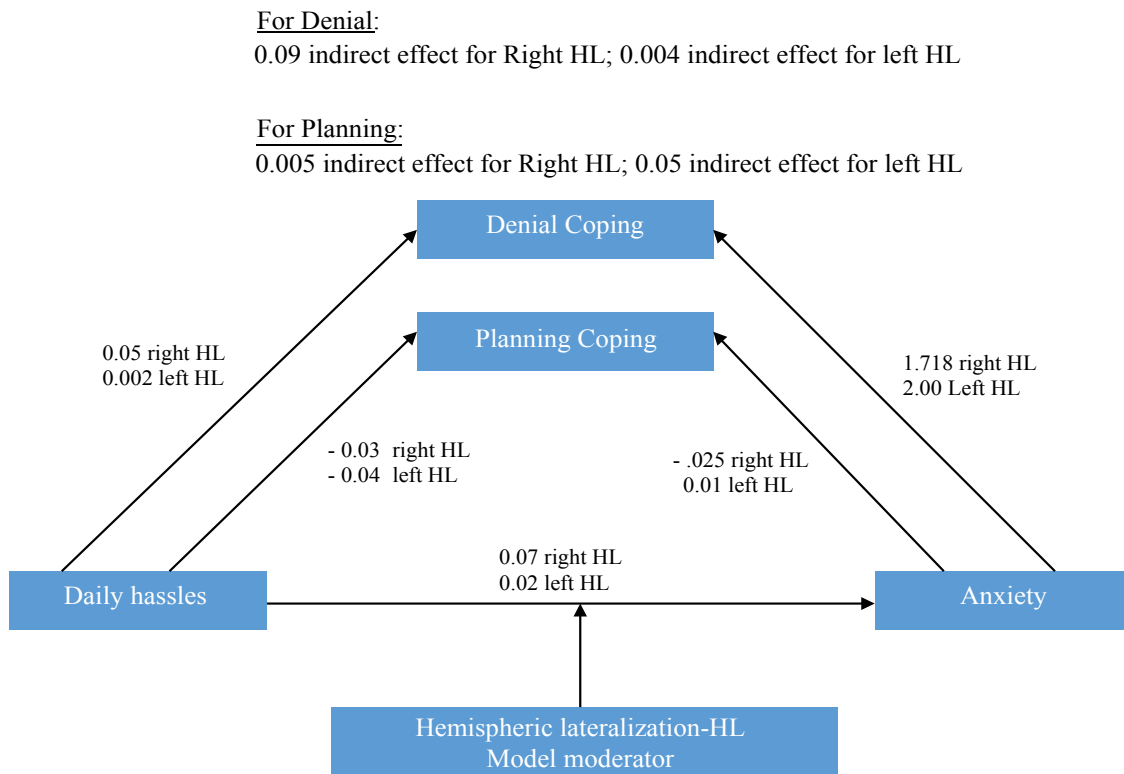 For Denial:
0.09 indirect effect for Right HL; 0.004 indirect effect for left HL
For Planning:
0.005 indirect effect for Right HL; 0.05 indirect effect for left HL
Denial Coping
Planning Coping
0.05 right HL
0.002 left HL
1.718 right HL
2.00 Left HL
- 0.03 right HL
- 0.04 left HL
- .025 right HL
0.01 left HL
0.07 right HL
0.02 left HL
Daily hassles
Anxiety
Hemispheric lateralization-HL
Model moderator